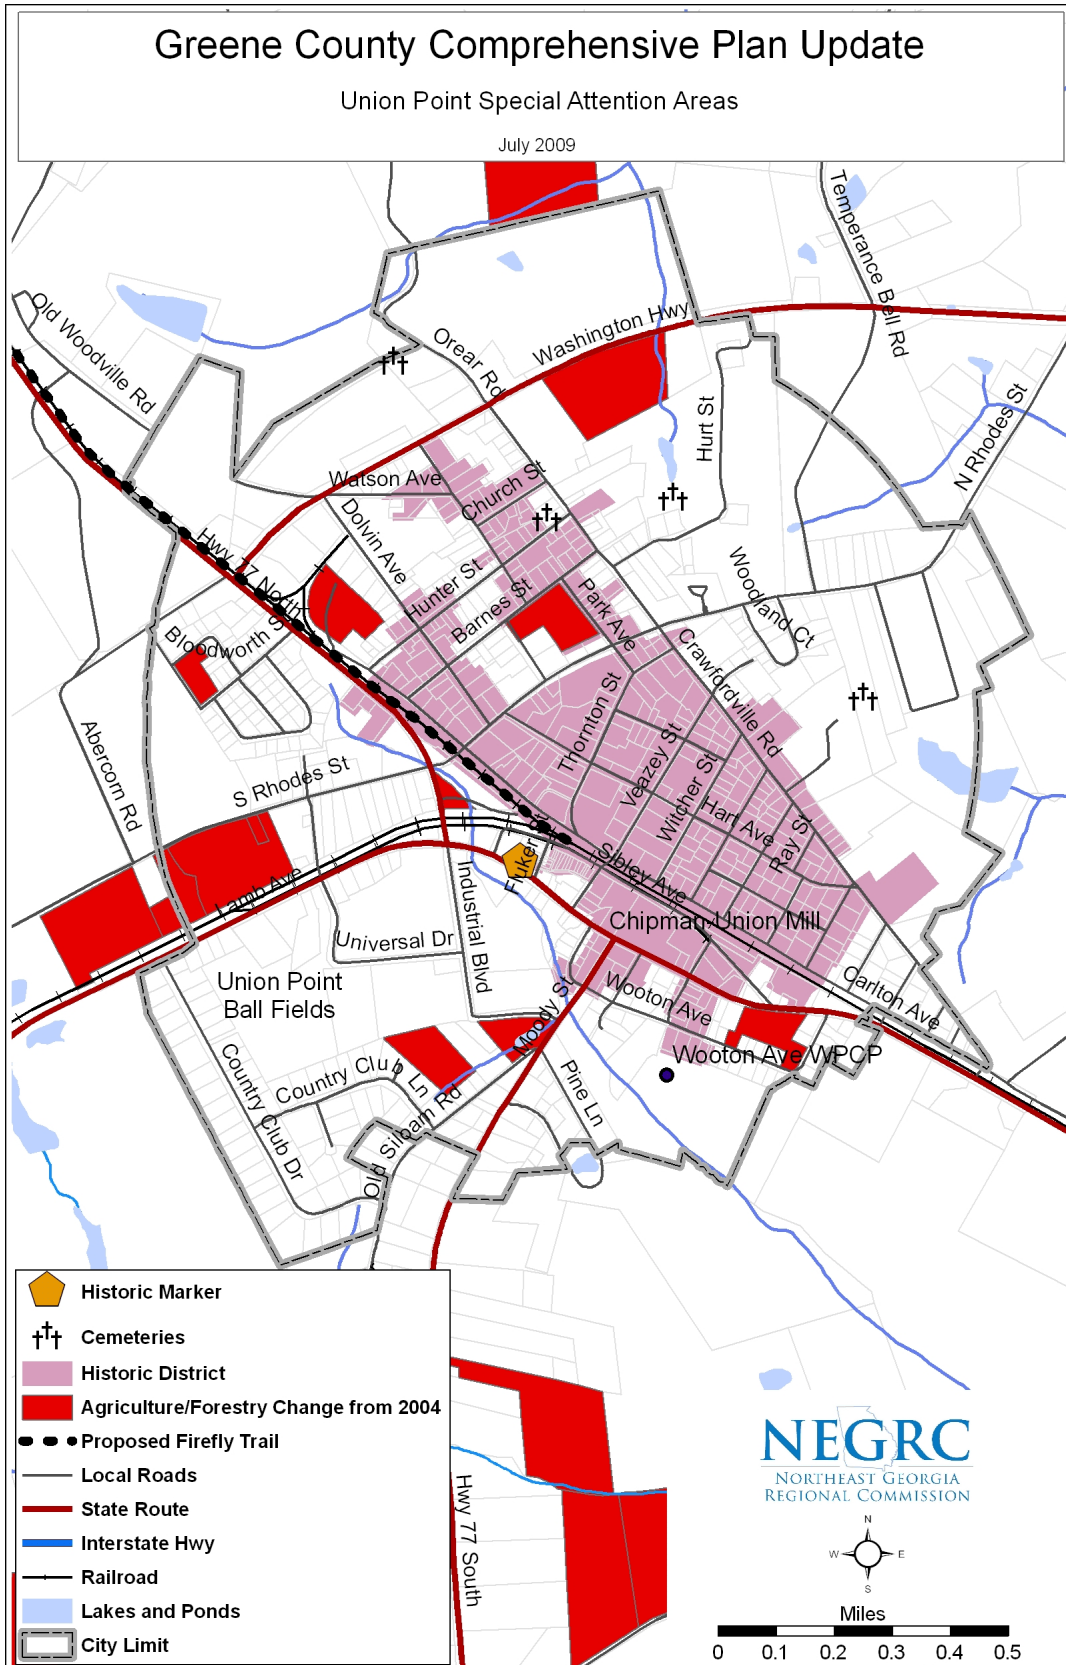 Greene County Comprehensive Plan Update
Union Point Special Attention Areas
July 2009
Temperance Bell Rd
Old Woodville Rd
Orear Rd
Washington Hwy
Hurt St
N Rhodes St
Watson Ave
Church St
Dolvin Ave
Hwy 77 North
Hunter St
Barnes St
Park Ave
Woodland Ct
Bloodworth S
Crawfordville Rd
Thornton St
Abercorn Rd
Veazey St
Witcher St
S Rhodes St
Hart Ave
Ray St
Fluker St
Sibley Ave
Lamb Ave
Industrial Blvd
Chipman-Union Mill
Universal Dr
Union Point
Ball Fields
Wooton Ave
Carlton Ave
Moody St
Wooton Ave WPCP
Country Club Ln
Country Club Dr
Pine Ln
Old Siloam Rd
Historic Marker
Cemeteries
Historic District
Agriculture/Forestry Change from 2004
Proposed Firefly Trail
Local Roads
State Route
Interstate Hwy
Railroad
Lakes and Ponds
City Limit
Hwy 77 South
NEGRC
NORTHEAST GEORGIA
REGIONAL COMMISSION
N
W E
S
Miles
0 0.1 0.2 0.3 0.4 0.5